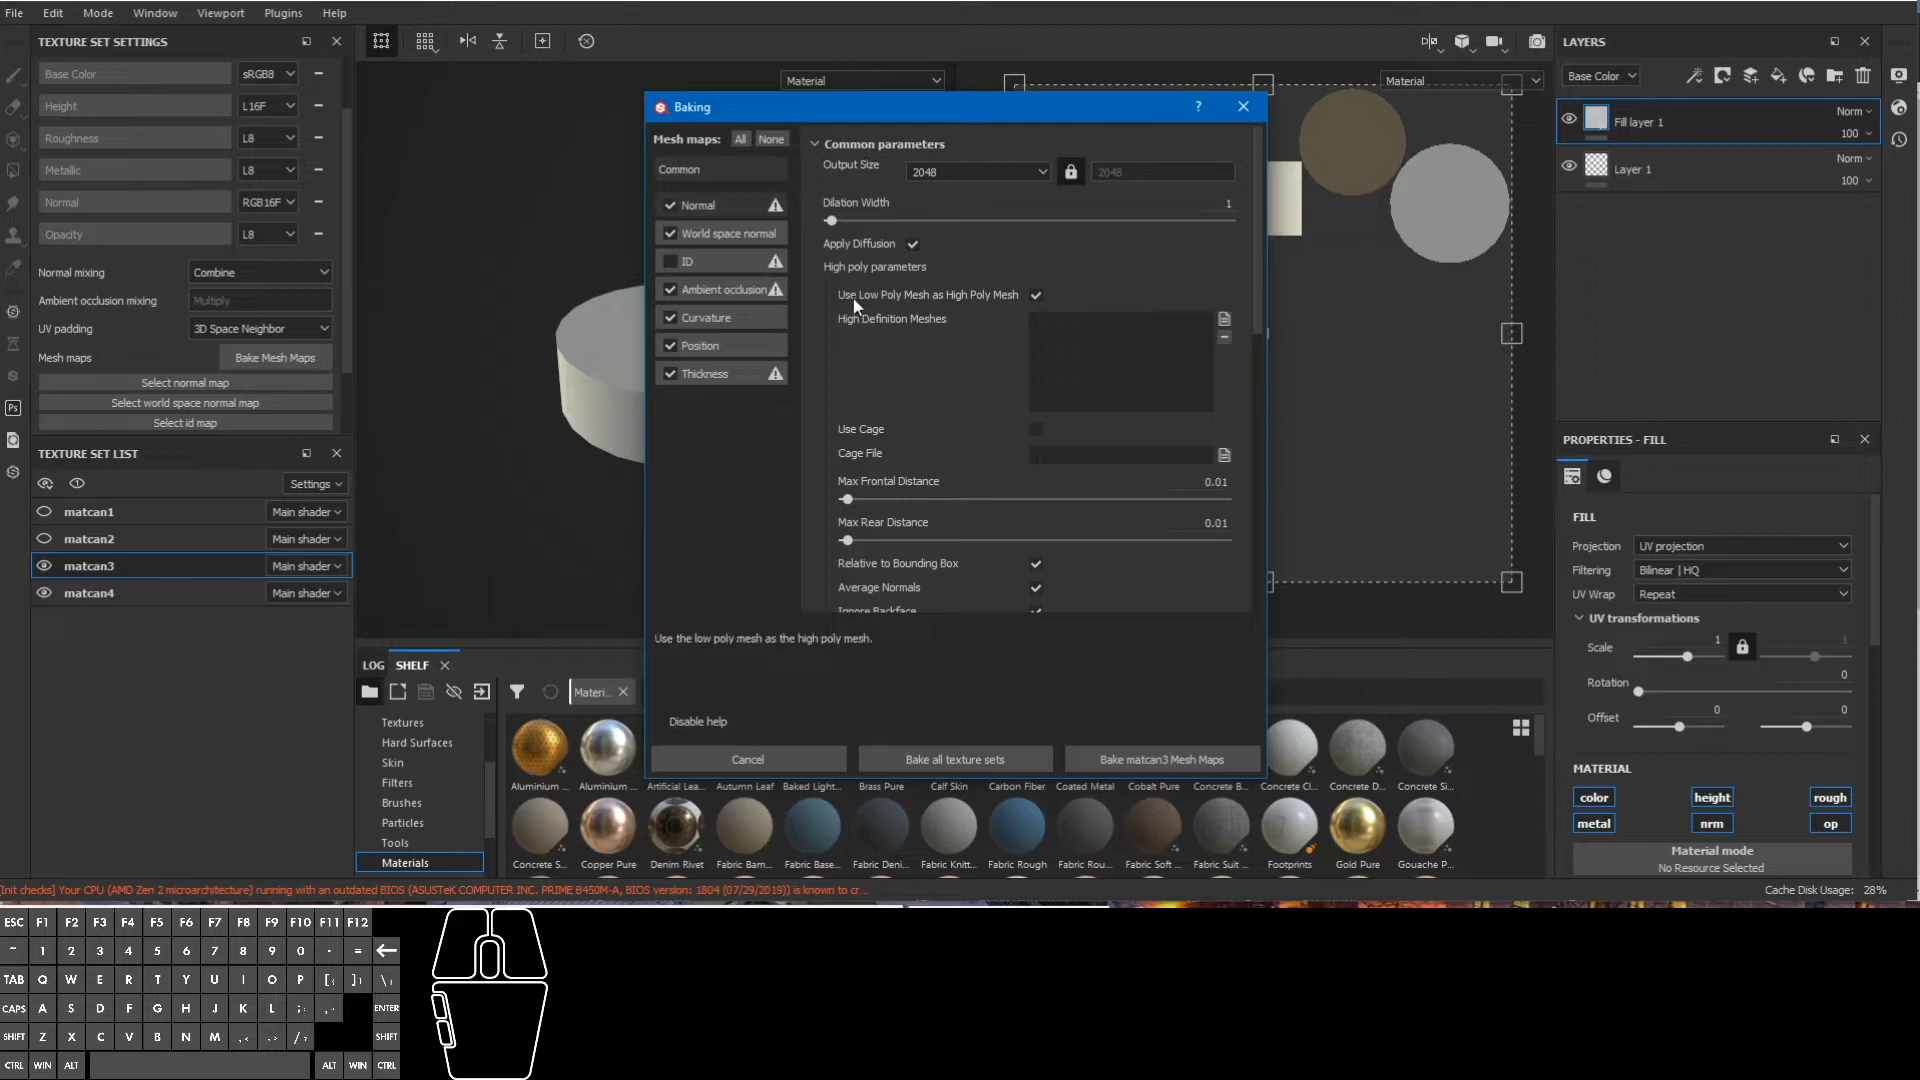 File Edit Mode Window Viewport Plugins Help
TEXTURE SET SETTINGS
Base Color sRGB8
Height L16F
Roughness L8
Metallic L8
Normal RGB16F
Opacity L8
Normal mixing Combine
Ambient occlusion mixing Multiply
UV padding 3D Space Neighbor
Mesh maps Bake Mesh Maps
Select normal map
Select world space normal map
Select id map
TEXTURE SET LIST
Settings
matcan1 Main shader
matcan2 Main shader
matcan3 Main shader
matcan4 Main shader
Ps
Material
Material
Baking ?
Mesh maps: All None
Common
Normal
World space normal
ID
Ambient occlusion
Curvature
Position
Thickness
Common parameters
Output Size 2048 2048
Dilation Width 1
Apply Diffusion
High poly parameters
Use Low Poly Mesh as High Poly Mesh
High Definition Meshes
Use Cage
Cage File
Max Frontal Distance 0.01
Max Rear Distance 0.01
Relative to Bounding Box
Average Normals
Ignore Backface
Use the low poly mesh as the high poly mesh.
Disable help
Cancel Bake all texture sets Bake matcan3 Mesh Maps
LAYERS
Base Color
Fill layer 1 Norm
100
Layer 1 Norm
100
PROPERTIES - FILL
FILL
Projection UV projection
Filtering Bilinear | HQ
UV Wrap Repeat
UV transformations
Scale 1 1
Rotation 0
Offset 0 0
MATERIAL
color height rough
metal nrm op
Material mode
No Resource Selected
LOG SHELF
Materi..
Textures
Hard Surfaces
Skin
Filters
Brushes
Particles
Tools
Materials
Aluminium ... Aluminium ... Artificial Lea... Autumn Leaf Baked Light... Brass Pure Calf Skin Carbon Fiber Coated Metal Cobalt Pure Concrete B... Concrete Cl... Concrete D... Concrete Si...
Concrete S... Copper Pure Denim Rivet Fabric Bam... Fabric Base... Fabric Deni... Fabric Knitt... Fabric Rough Fabric Rou... Fabric Soft ... Fabric Suit ... Footprints Gold Pure Gouache P...
[Init checks] Your CPU (AMD Zen 2 microarchitecture) running with an outdated BIOS (ASUSTeK COMPUTER INC. PRIME B450M-A, BIOS version: 1804 (07/29/2019)) is known to cr...
Cache Disk Usage: 28%
ESC F1 F2 F3 F4 F5 F6 F7 F8 F9 F10 F11 F12
~ 1 2 3 4 5 6 7 8 9 0 - =
TAB Q W E R T Y U I O P [{ ]} \|
CAPS A S D F G H J K L ;: ENTER
SHIFT Z X C V B N M ,< .> /? SHIFT
CTRL WIN ALT ALT WIN CTRL